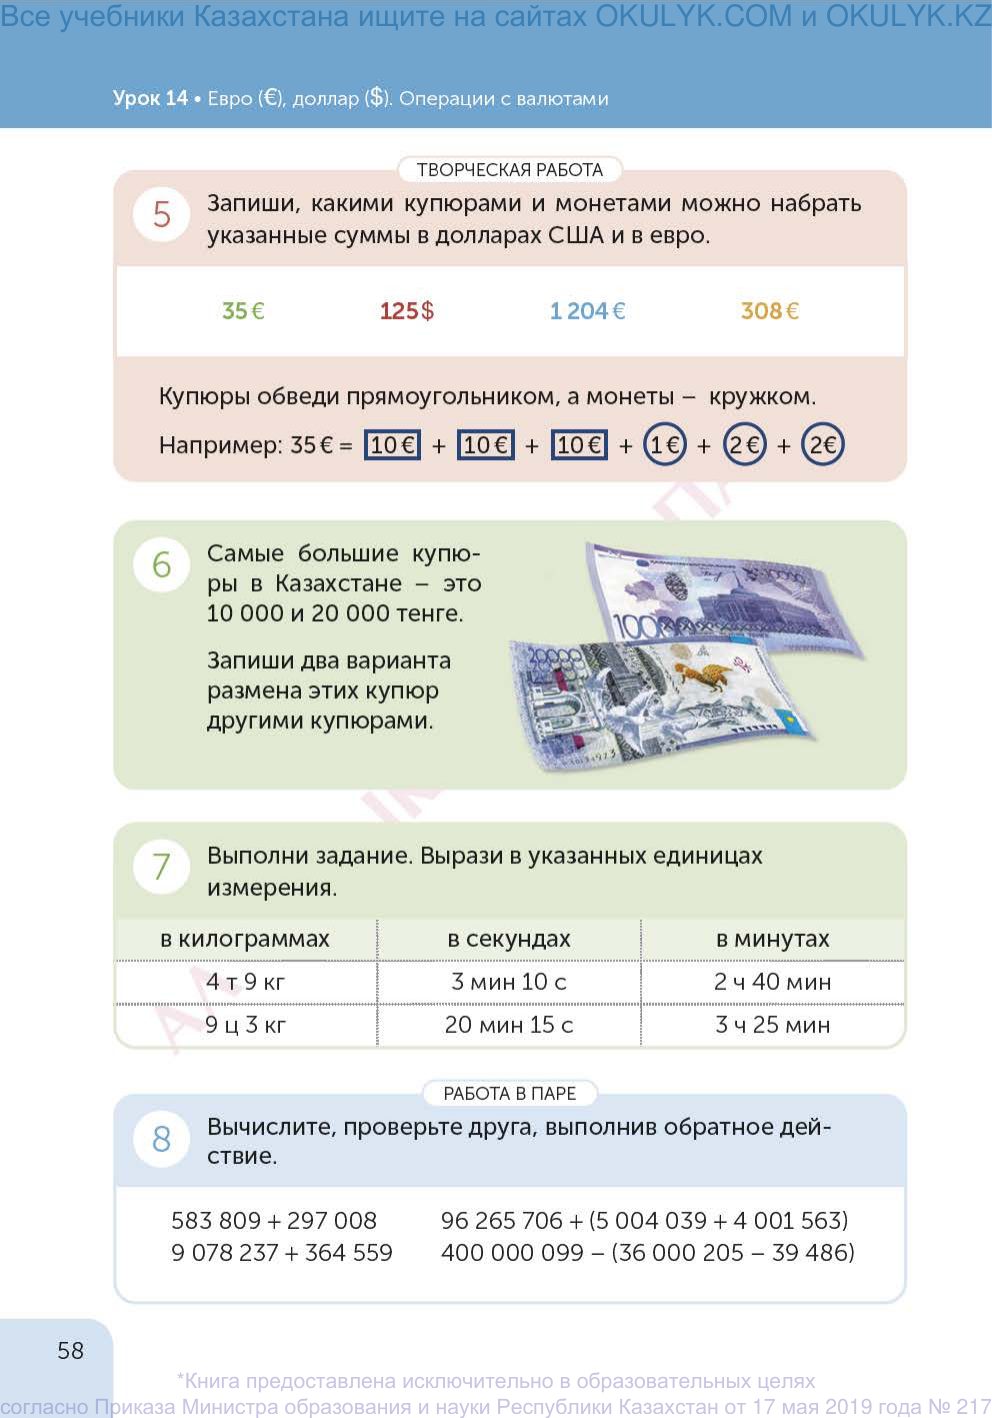 Все учебники Казахстана ищите на сайтах OKULYK.COM и OKULYK.KZ
Урок 14 • Евро (€), доллар ($). Операции с валютами
ТВОРЧЕСКАЯ РАБОТА
5
Запиши, какими купюрами и монетами можно набрать
указанные суммы в долларах США и в евро.
35 € 125 $ 1 204 € 308 €
Купюры обведи прямоугольником, а монеты – кружком.
Например: 35 € = 10 € + 10 € + 10 € + 1 € + 2 € + 2€
6
Самые большие купю-
ры в Казахстане – это
10 000 и 20 000 тенге.
Запиши два варианта
размена этих купюр
другими купюрами.
7
Выполни задание. Вырази в указанных единицах
измерения.
в килограммах в секундах в минутах
4 т 9 кг 3 мин 10 с 2 ч 40 мин
9 ц 3 кг 20 мин 15 с 3 ч 25 мин
РАБОТА В ПАРЕ
8
Вычислите, проверьте друга, выполнив обратное дей-
ствие.
583 809 + 297 008 96 265 706 + (5 004 039 + 4 001 563)
9 078 237 + 364 559 400 000 099 – (36 000 205 – 39 486)
58
*Книга предоставлена исключительно в образовательных целях
согласно Приказа Министра образования и науки Республики Казахстан от 17 мая 2019 года № 217